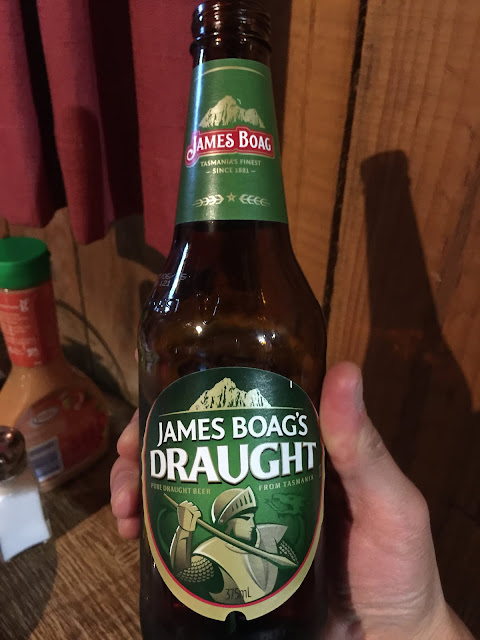 JAMES BOAG
TASMANIA'S FINEST
– SINCE 1881 –
JAMES BOAG'S
DRAUGHT
PURE DRAUGHT BEER FROM TASMANIA
375mL